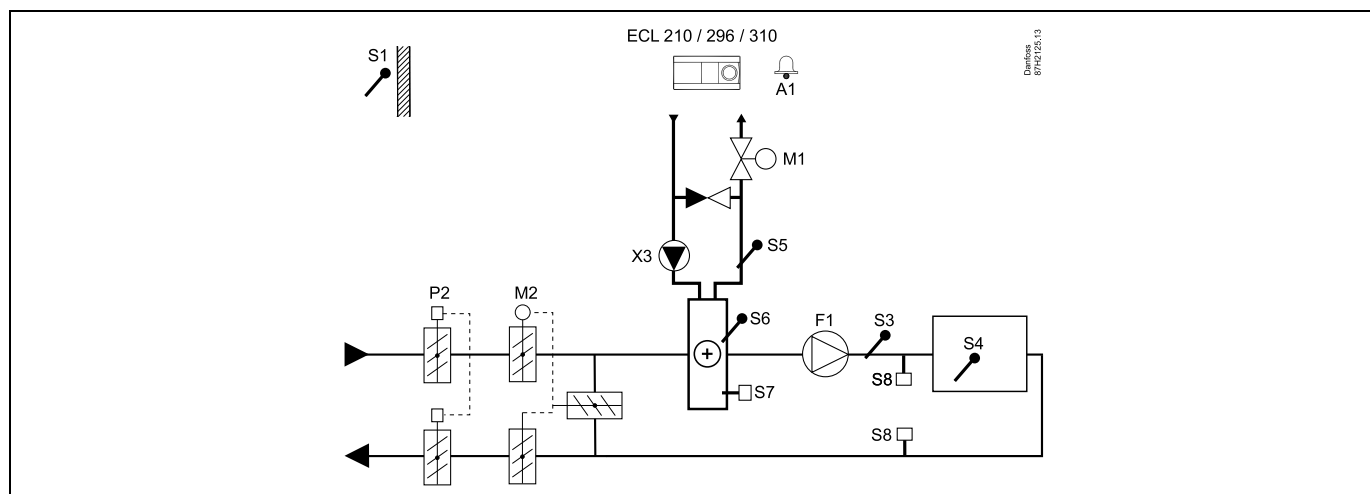 ECL 210 / 296 / 310
Danfoss
87H2125.13
S1
A1
M1
S5
X3
P2
M2
S6
F1
S3
S4
S7
S8
S8